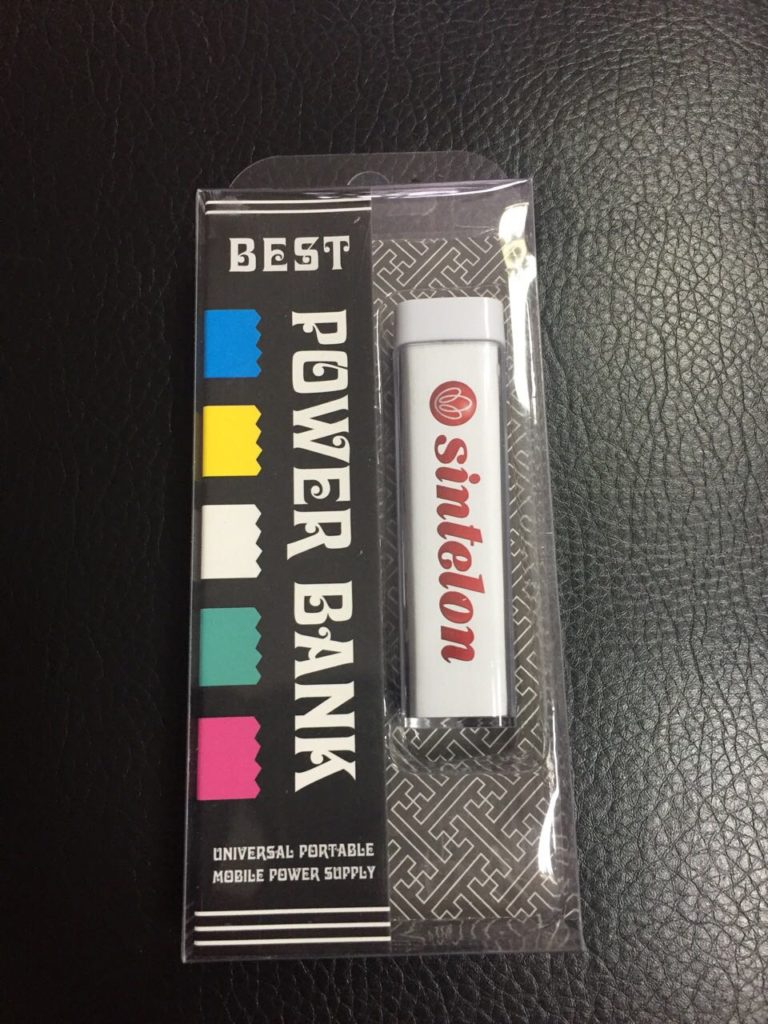 BEST
POWER BANK
UNIVERSAL PORTABLE
MOBILE POWER SUPPLY
sintelon